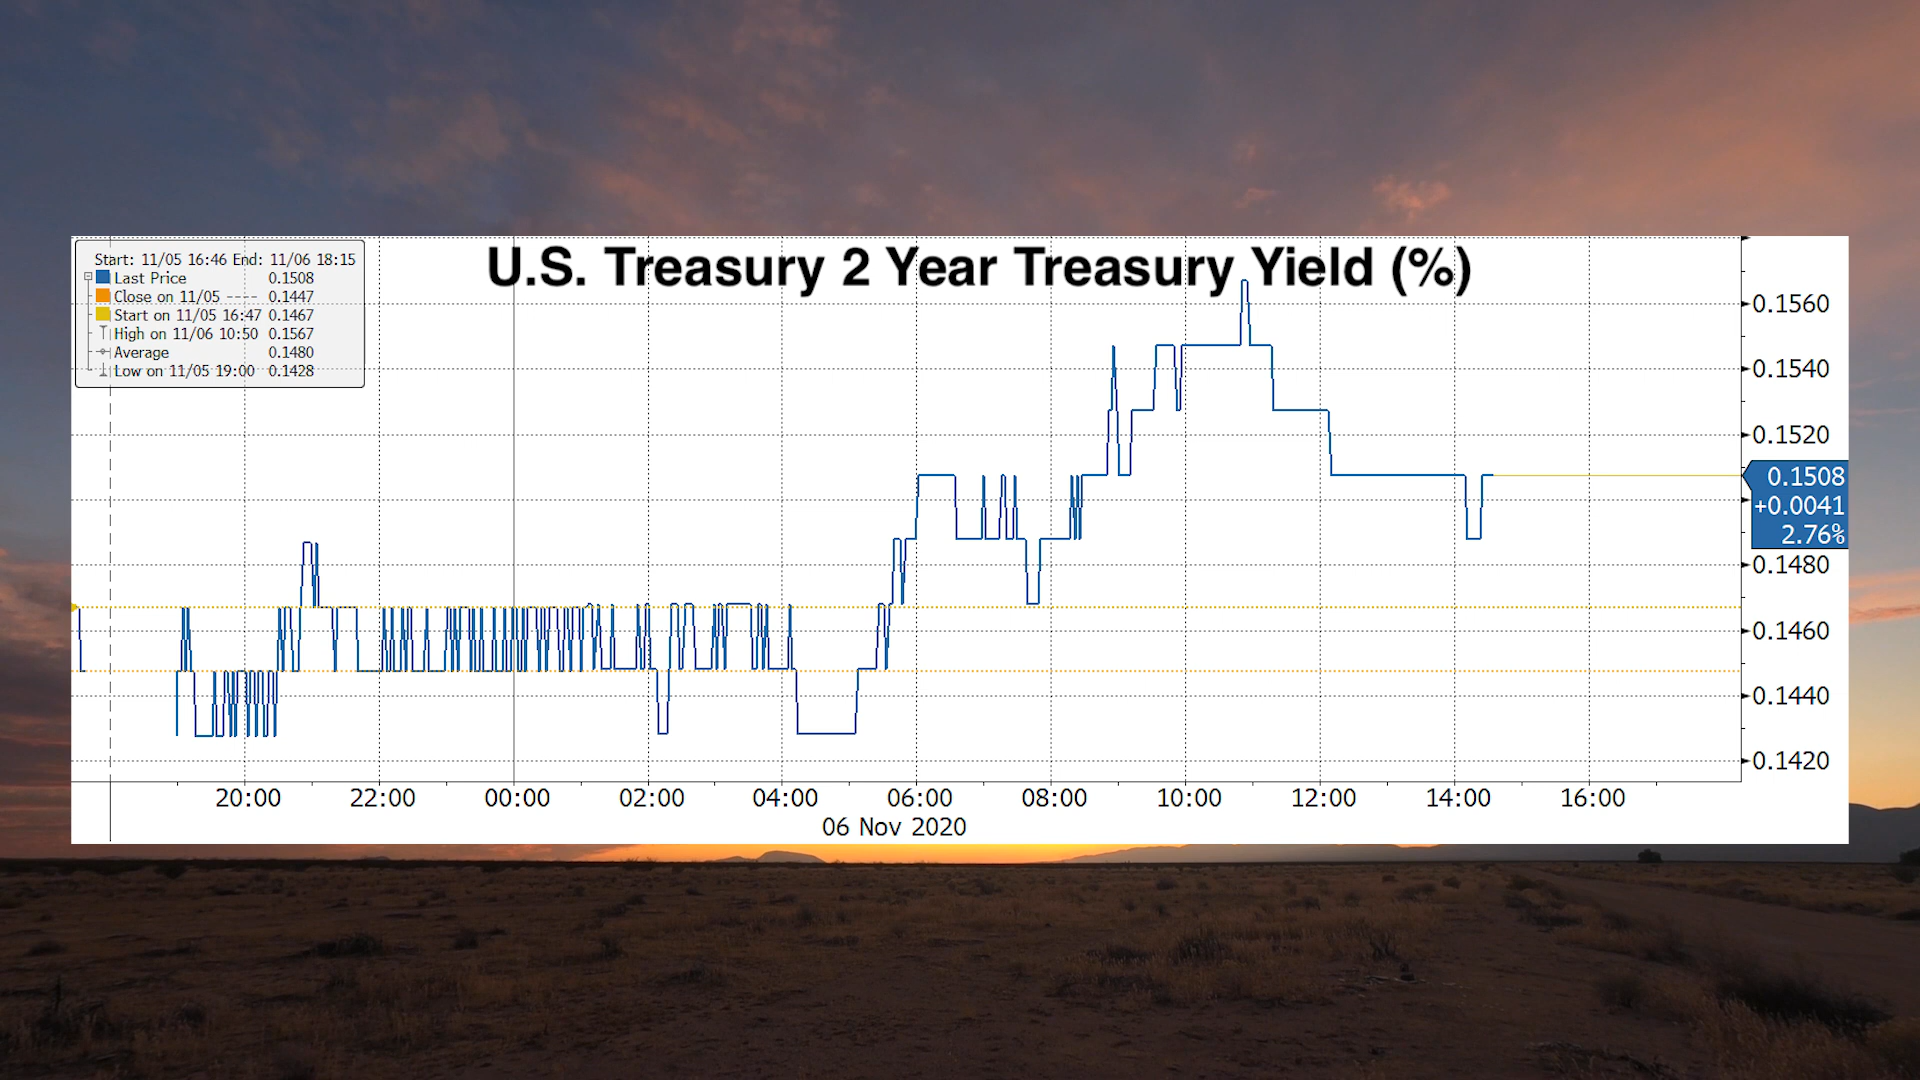 U.S. Treasury 2 Year Treasury Yield (%)
Start: 11/05 16:46 End: 11/06 18:15
Last Price 0.1508
Close on 11/05 ---- 0.1447
Start on 11/05 16:47 0.1467
High on 11/06 10:50 0.1567
Average 0.1480
Low on 11/05 19:00 0.1428
0.1560
0.1540
0.1520
0.1508
+0.0041
2.76%
0.1480
0.1460
0.1440
0.1420
20:00 22:00 00:00 02:00 04:00 06:00 08:00 10:00 12:00 14:00 16:00
06 Nov 2020